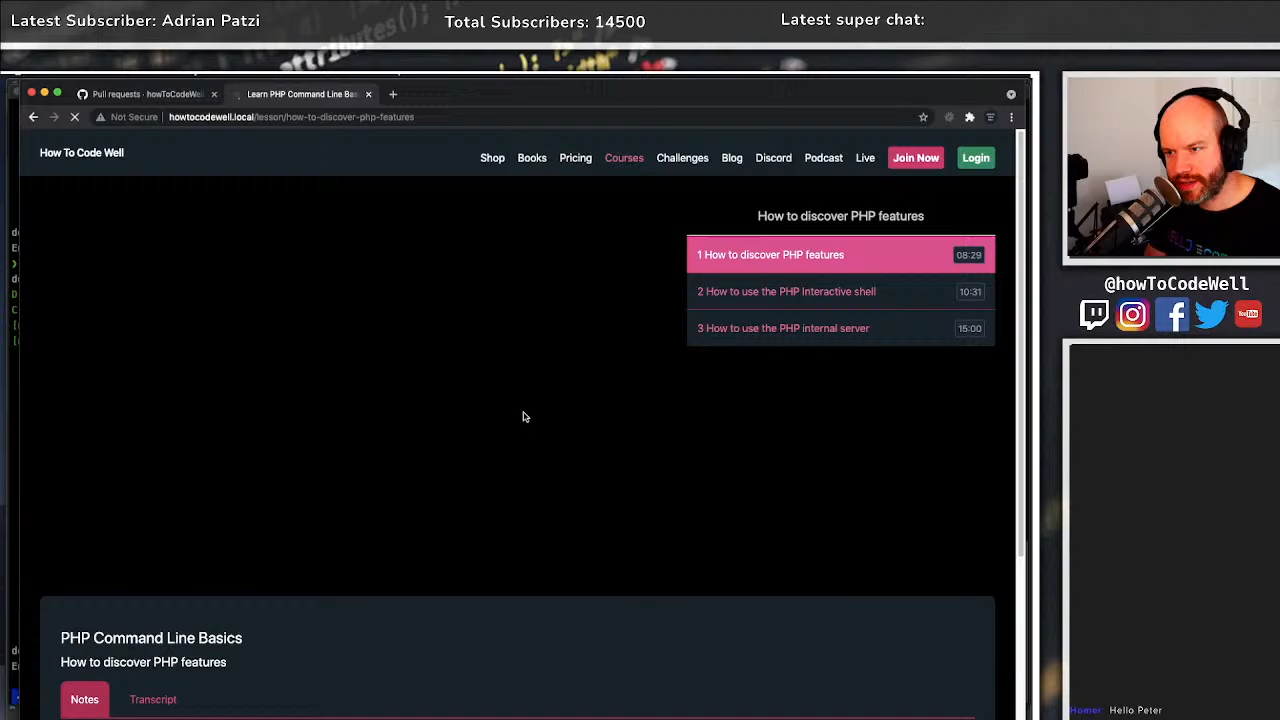 Latest Subscriber: Adrian Patzi
Total Subscribers: 14500
Latest super chat:
Pull requests · howToCodeWel
Learn PHP Command Line Bas
Not Secure
howtocodewell.local/lesson/how-to-discover-php-features
How To Code Well
Shop
Books
Pricing
Courses
Challenges
Blog
Discord
Podcast
Live
Join Now
Login
How to discover PHP features
1 How to discover PHP features
08:29
2 How to use the PHP Interactive shell
10:31
3 How to use the PHP internal server
15:00
PHP Command Line Basics
How to discover PHP features
Notes
Transcript
@howToCodeWell
Homer: Hello Peter